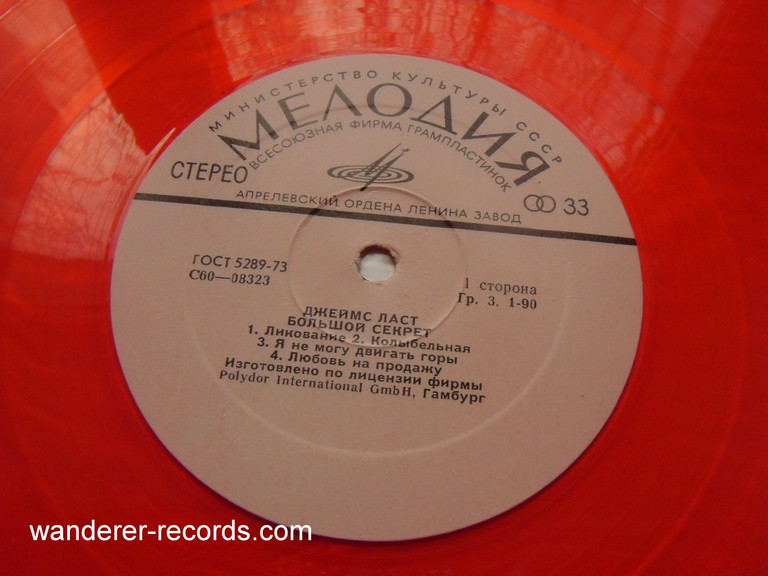 МИНИСТЕРСТВО КУЛЬТУРЫ СССР
МЕЛОДИЯ
ВСЕСОЮЗНАЯ ФИРМА ГРАМПЛАСТИНОК
СТЕРЕО
АПРЕЛЕВСКИЙ ОРДЕНА ЛЕНИНА ЗАВОД
33
ГОСТ 5289-73
С60—08323
1 сторона
Гр. 3. 1-90
ДЖЕЙМС ЛАСТ
БОЛЬШОЙ СЕКРЕТ
1. Ликование 2. Колыбельная
3. Я не могу двигать горы
4. Любовь на продажу
Изготовлено по лицензии фирмы
Polydor International GmbH, Гамбург
wanderer-records.com